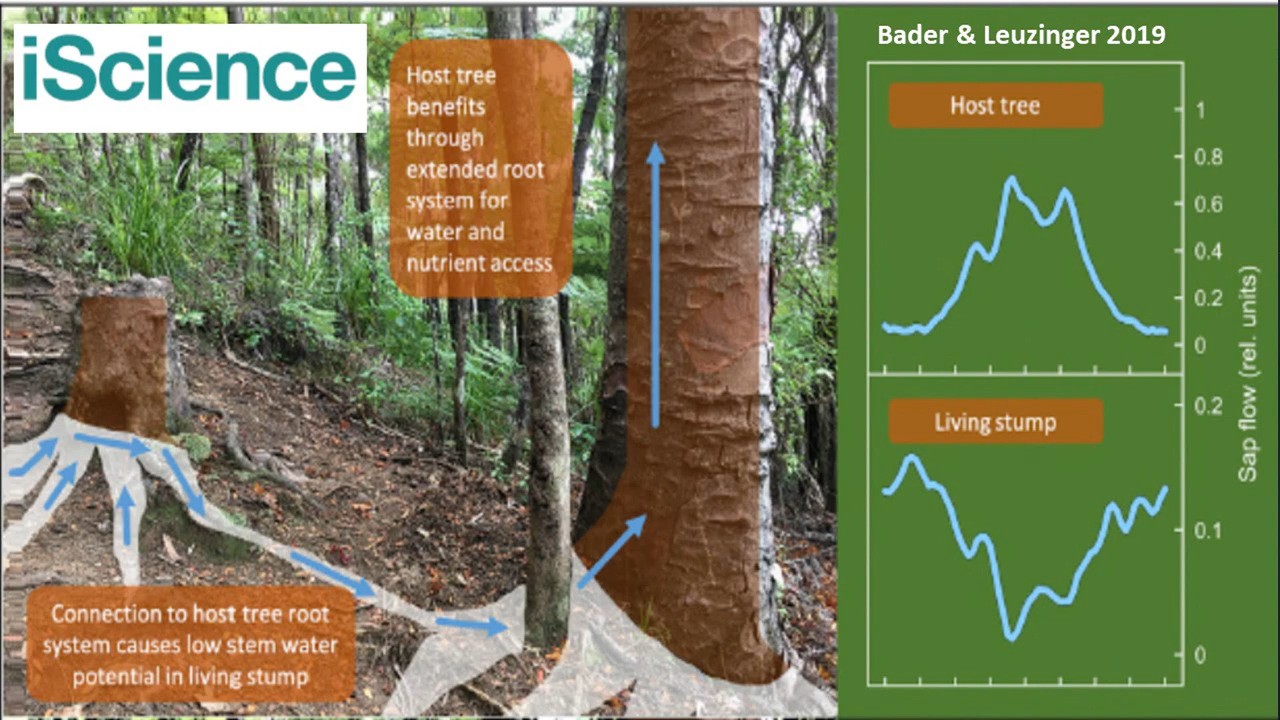 iScience
Host tree
benefits
through
extended root
system for
water and
nutrient access
Connection to host tree root
system causes low stem water
potential in living stump
Bader & Leuzinger 2019
Host tree
1
0.8
0.6
0.4
0.2
0
Living stump
0.2
0.1
0
Sap flow (rel. units)